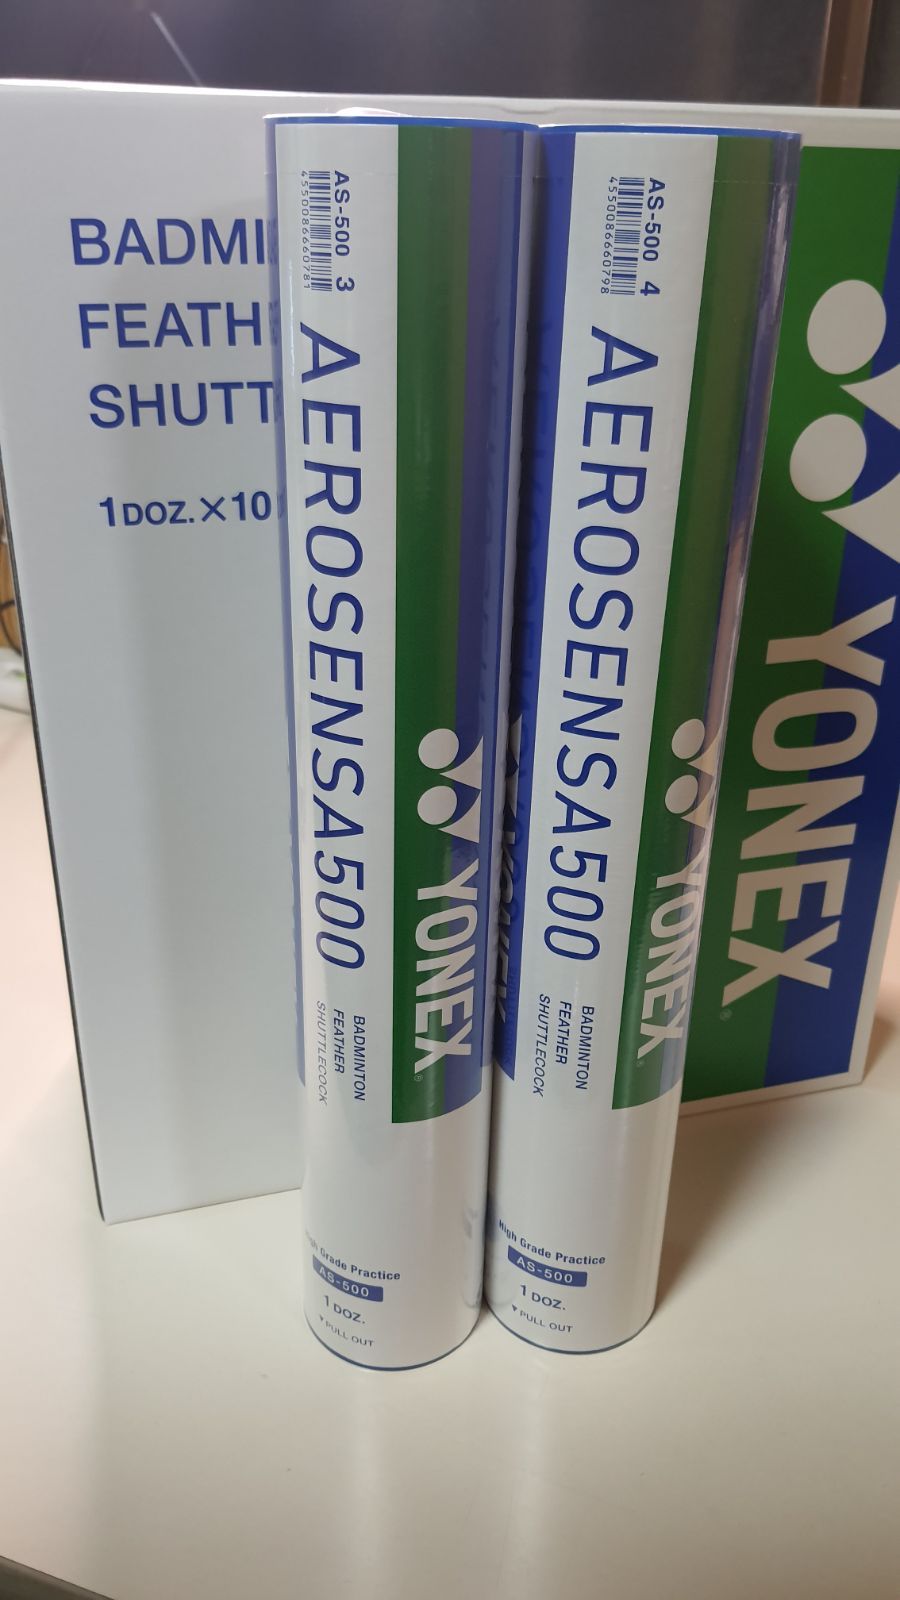 BADMI
FEATH
SHUTT
1DOZ.×10
AS-500 3
4550086660781
AEROSENSA500
BADMINTON
FEATHER
SHUTTLECOCK
YONEX®
High Grade Practice
AS-500
1 DOZ.
▼PULL OUT
AS-500 4
4550086660798
AEROSENSA500
BADMINTON
FEATHER
SHUTTLECOCK
YONEX®
High Grade Practice
AS-500
1 DOZ.
▼PULL OUT
YONEX®